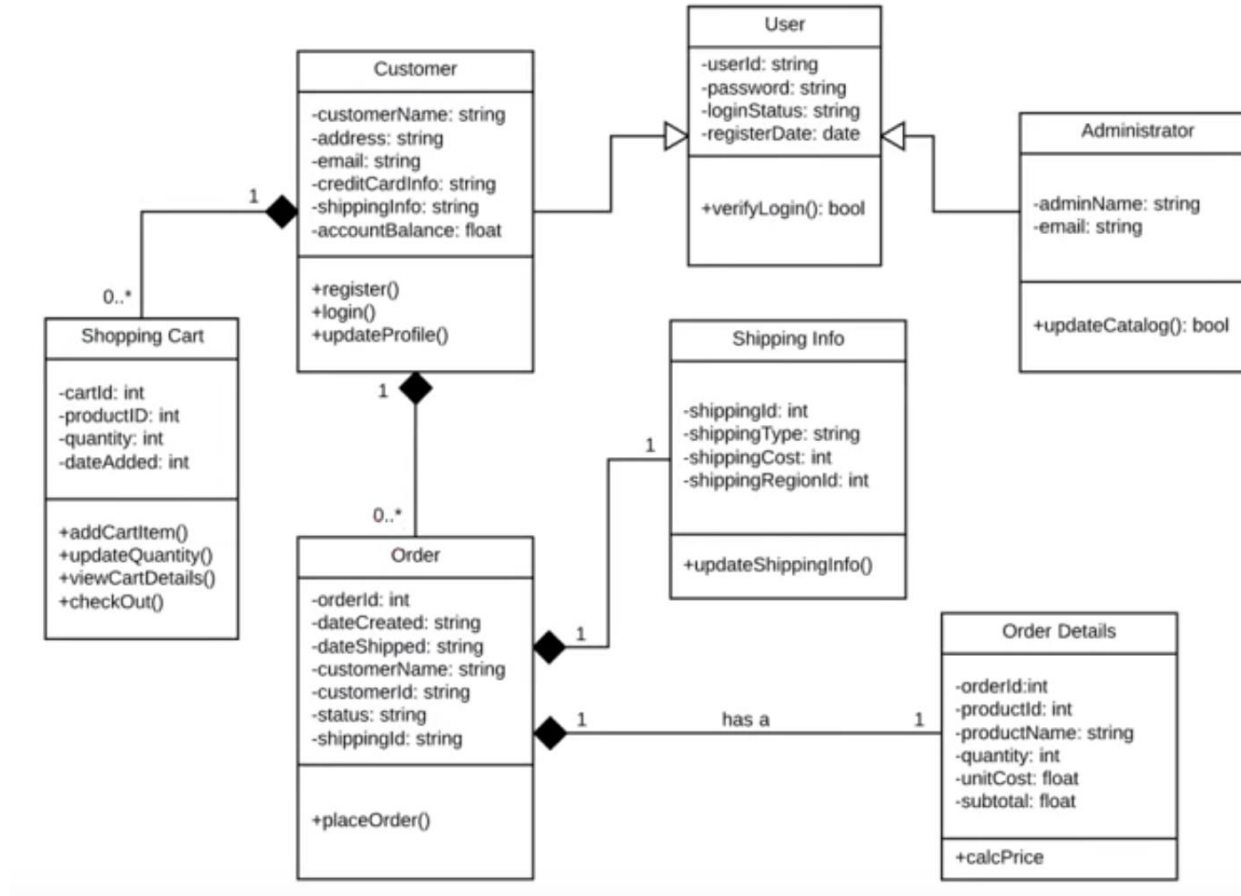 User
-userId: string
-password: string
-loginStatus: string
-registerDate: date
+verifyLogin(): bool
Customer
-customerName: string
-address: string
-email: string
-creditCardInfo: string
-shippingInfo: string
-accountBalance: float
+register()
+login()
+updateProfile()
Administrator
-adminName: string
-email: string
+updateCatalog(): bool
1
0..*
Shopping Cart
-cartId: int
-productID: int
-quantity: int
-dateAdded: int
+addCartItem()
+updateQuantity()
+viewCartDetails()
+checkOut()
1
0..*
Shipping Info
-shippingId: int
-shippingType: string
-shippingCost: int
-shippingRegionId: int
+updateShippingInfo()
1
1
Order
-orderId: int
-dateCreated: string
-dateShipped: string
-customerName: string
-customerId: string
-status: string
-shippingId: string
+placeOrder()
1 has a 1
Order Details
-orderId:int
-productId: int
-productName: string
-quantity: int
-unitCost: float
-subtotal: float
+calcPrice